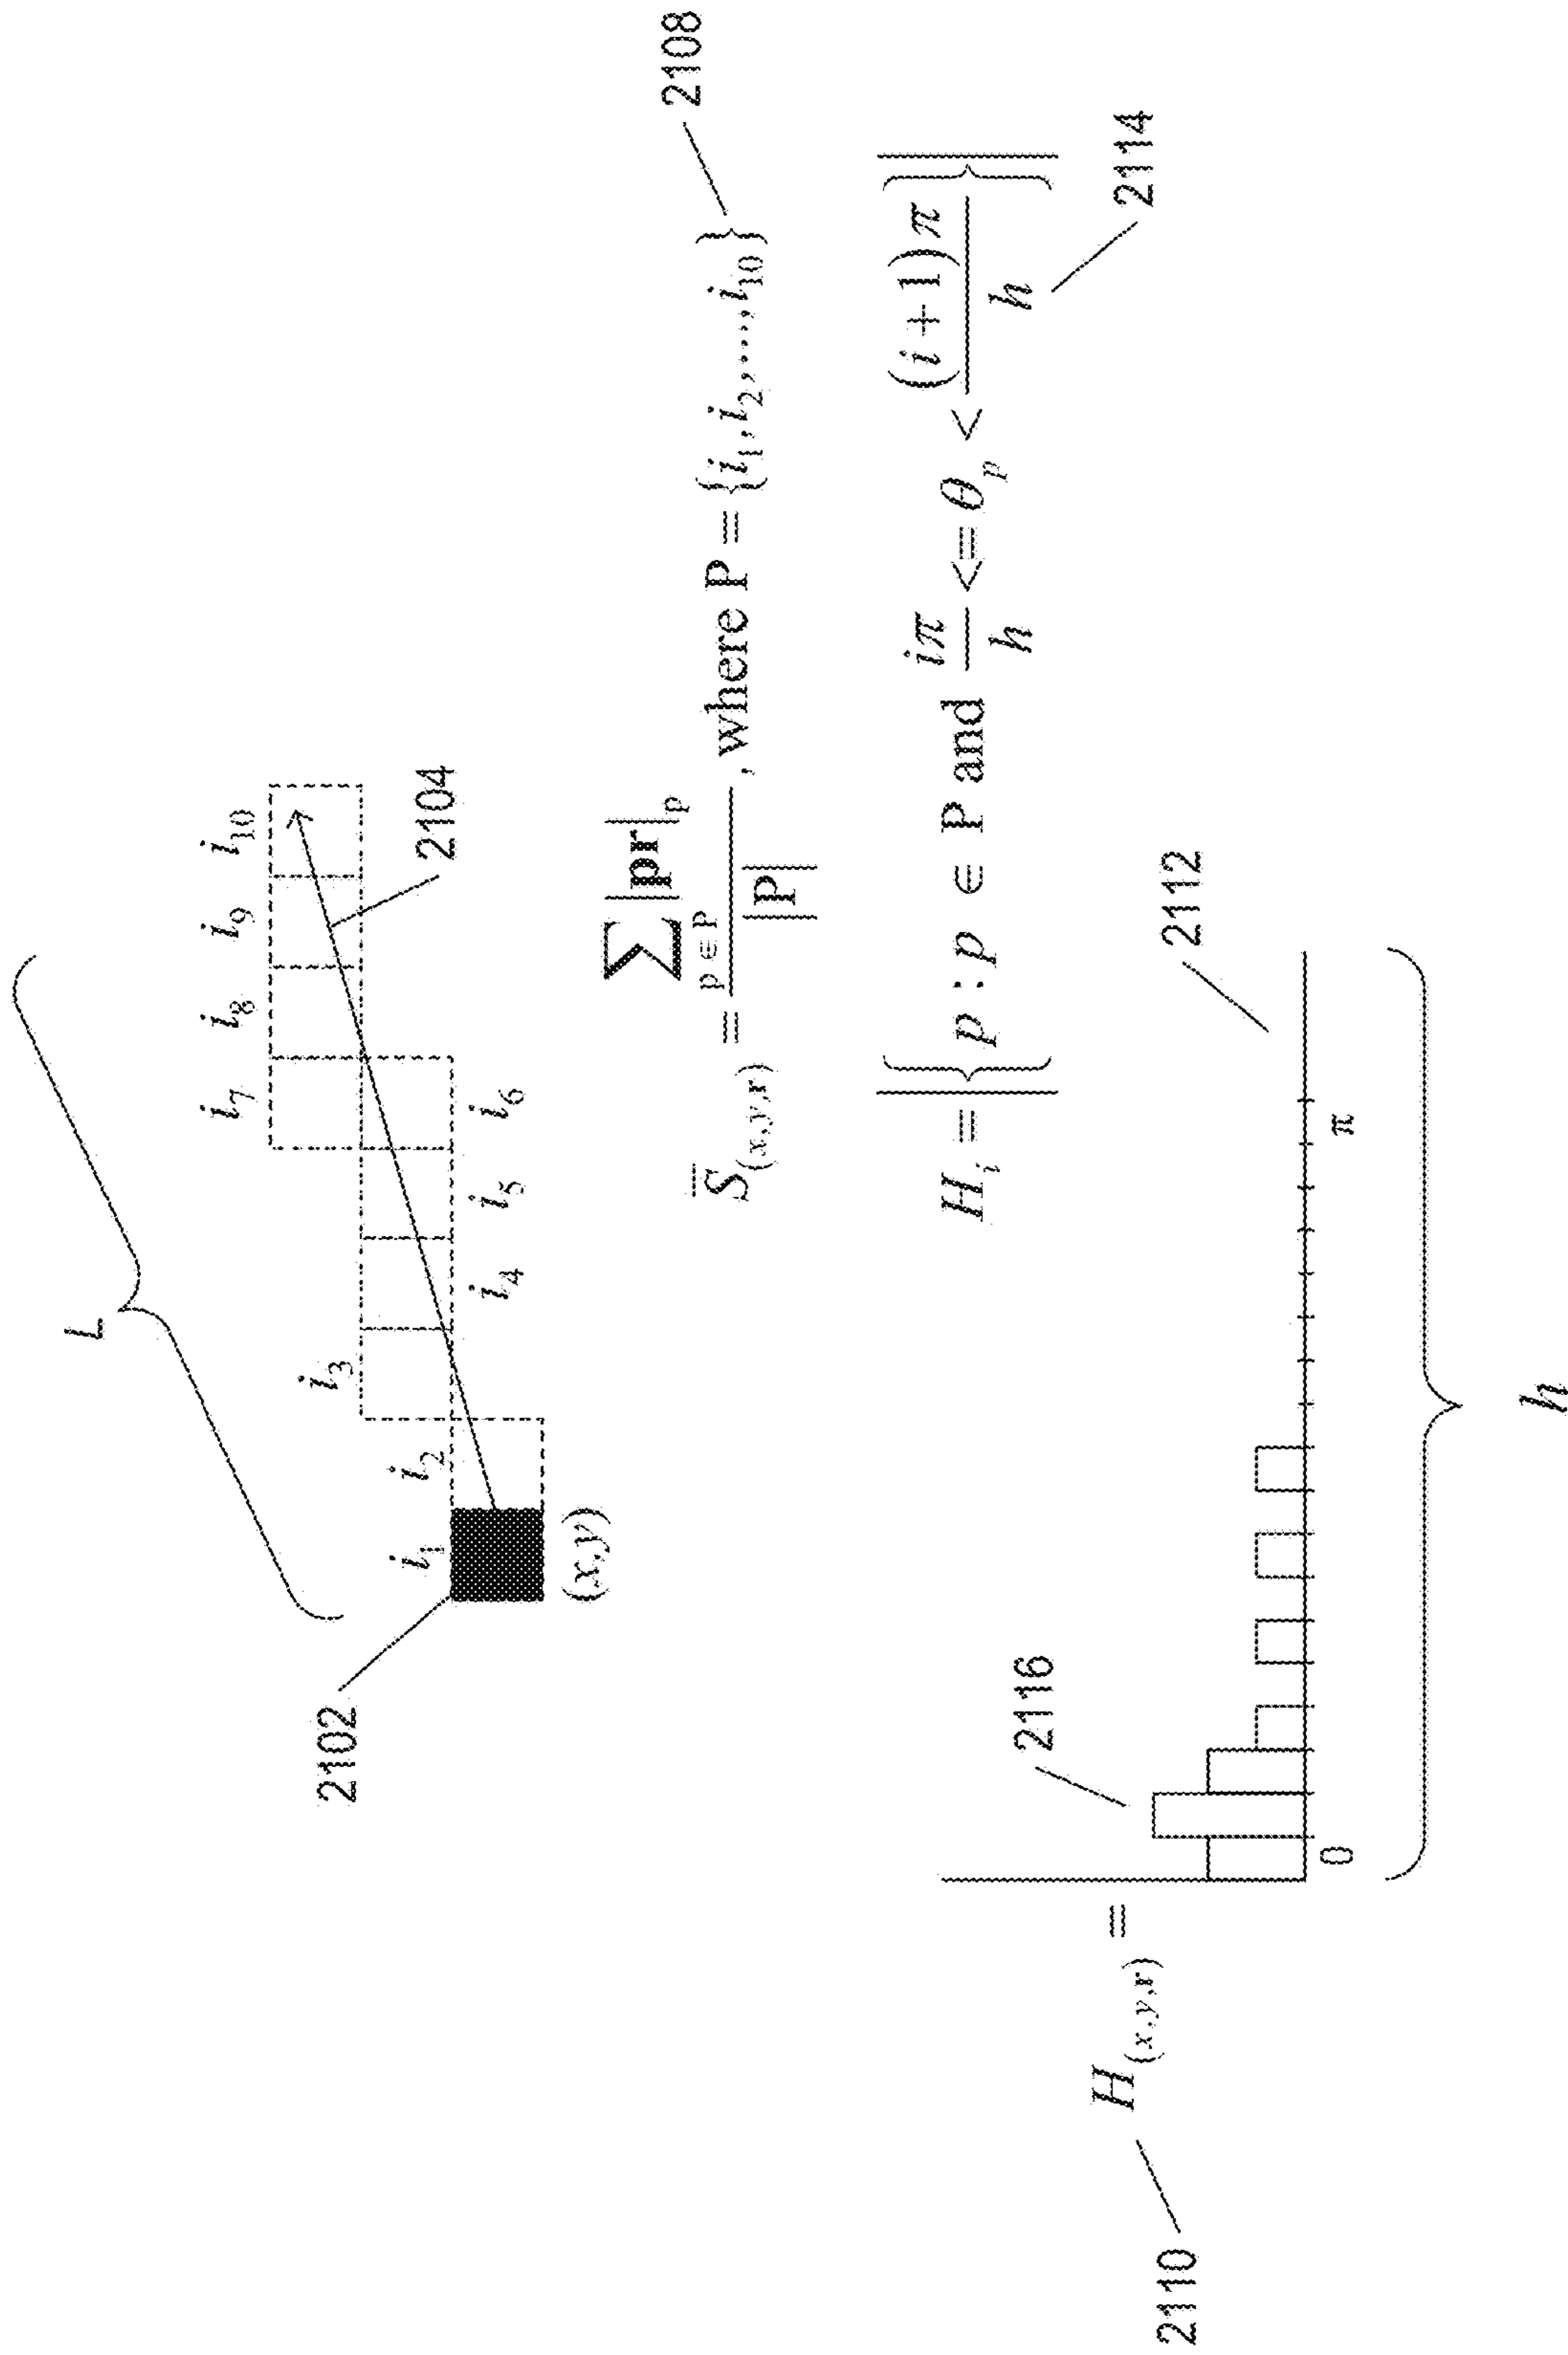 L
i₇ i₈ i₉ i₁₀
i₃
i₁ i₂ i₄ i₅ i₆
2102
2104
(x,y)
S̿₍ₓ,ᵧ,ᵣ₎ = ∑ p ∈ P |pr|ₚ / |P| , where P = {i₁,i₂,...,i₁₀}
2108
Hᵢ = |{p : p ∈ P and iπ/h <= θₚ < (i+1)π/h}|
2114
2110
H₍ₓ,ᵧ,ᵣ₎ =
2116
2112
0 π
h